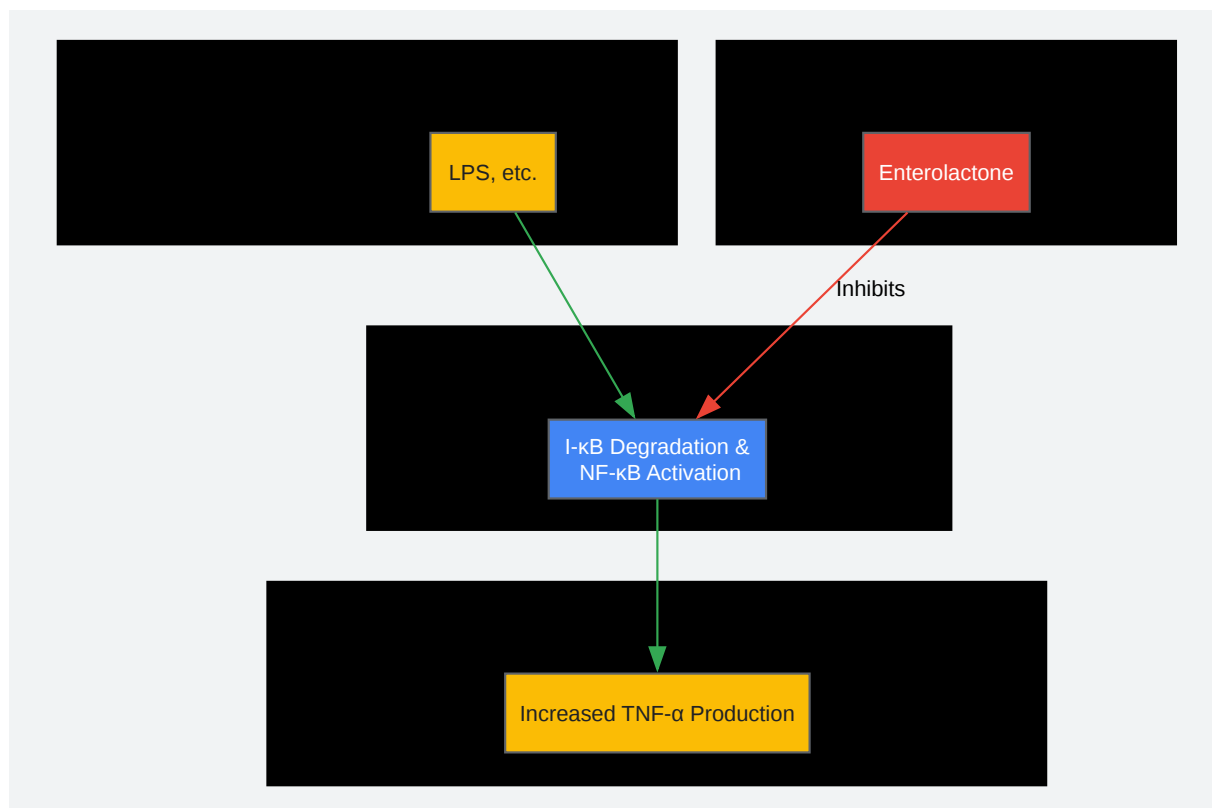 LPS, etc.
Enterolactone
Inhibits
I-κB Degradation &
NF-κB Activation
Increased TNF-α Production